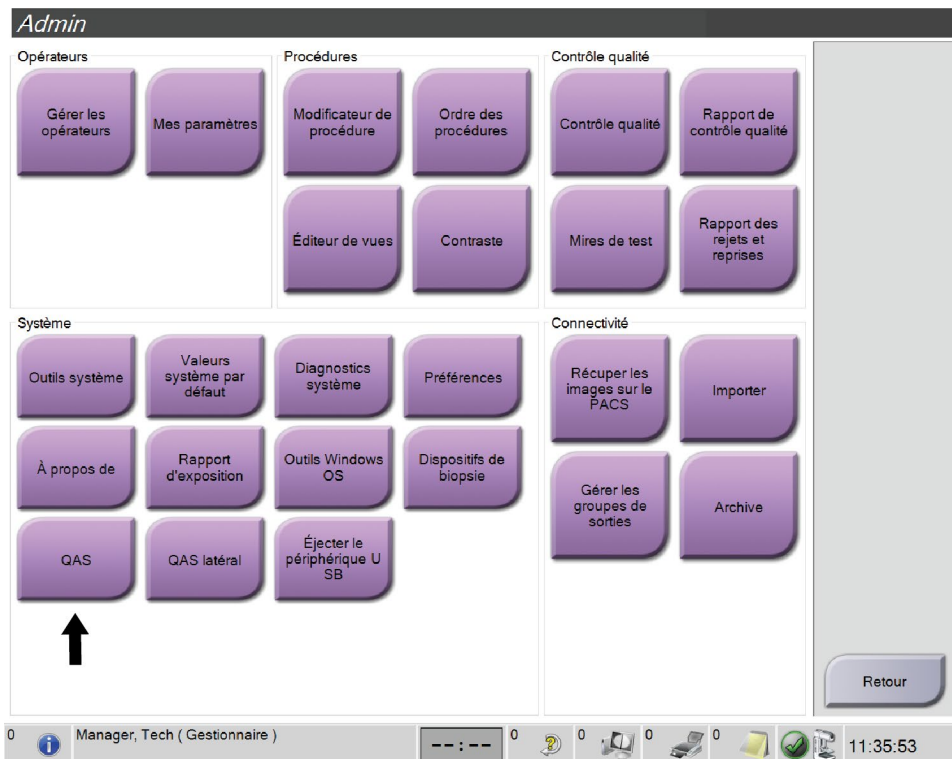 Admin
Opérateurs
Gérer les
opérateurs
Mes paramètres
Procédures
Modificateur de
procédure
Ordre des
procédures
Éditeur de vues
Contraste
Contrôle qualité
Contrôle qualité
Rapport de
contrôle qualité
Mires de test
Rapport des
rejets et
reprises
Système
Outils système
Valeurs
système par
défaut
Diagnostics
système
Préférences
À propos de
Rapport
d'exposition
Outils Windows
OS
Dispositifs de
biopsie
QAS
QAS latéral
Éjecter le
périphérique U
SB
Connectivité
Récuper les
images sur le
PACS
Importer
Gérer les
groupes de
sorties
Archive
Retour
0
Manager, Tech ( Gestionnaire )
--:--
0
0
0
0
11:35:53